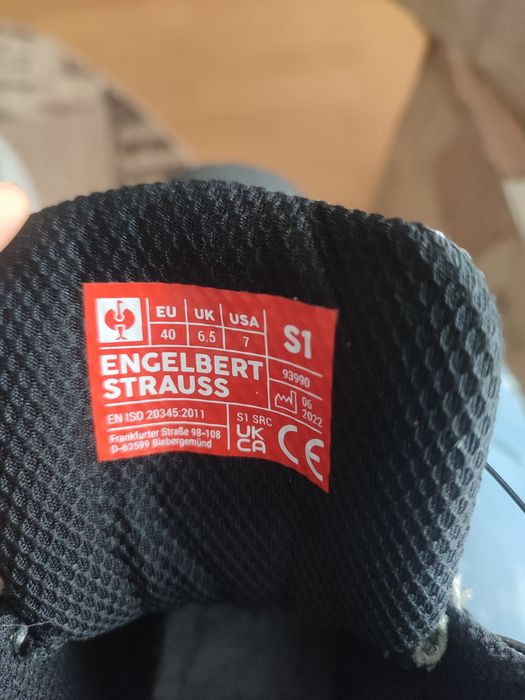 EU UK USA
40 6.5 7
S1
ENGELBERT
STRAUSS
93990
06
2022
EN ISO 20345:2011
S1 SRC
Frankfurter Straße 98-108
D-63599 Biebergemünd
UK
CA
CE